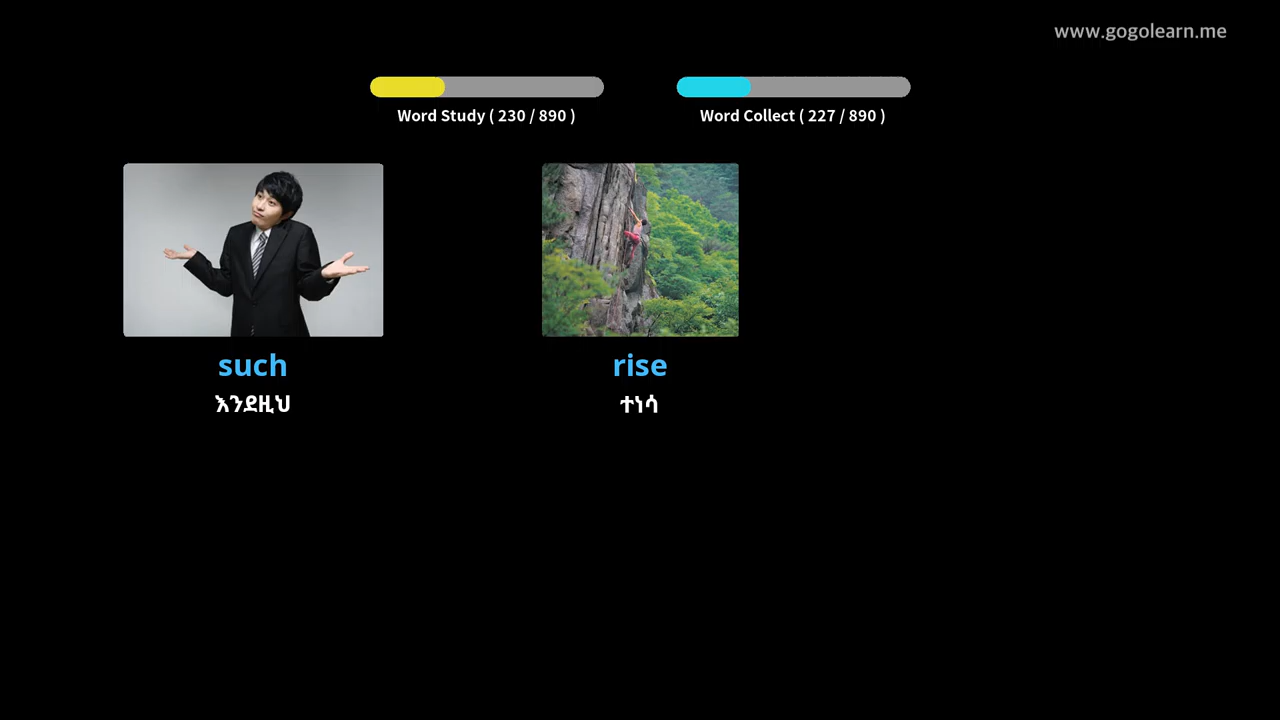 www.gogolearn.me
Word Study ( 230 / 890 )
Word Collect ( 227 / 890 )
such
እንደዚህ
rise
ተነሳ